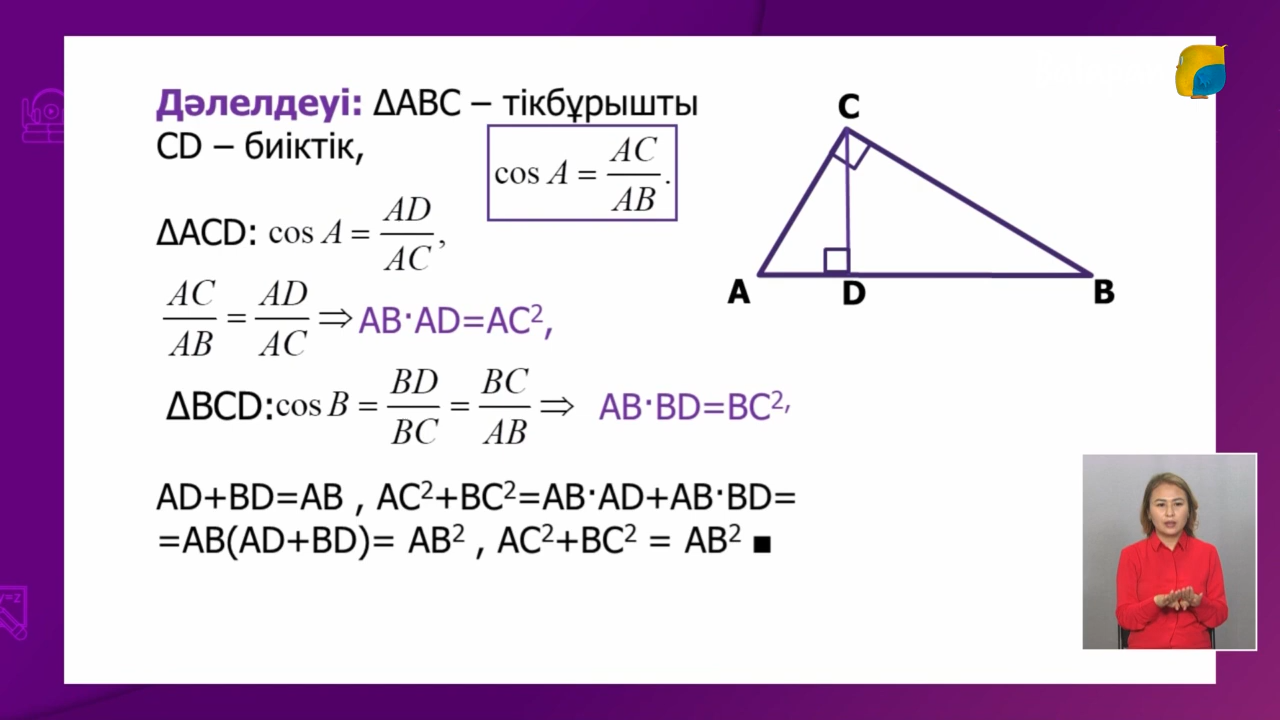 Дәлелдеуі: ΔABC – тікбұрышты
CD – биіктік,
cos A = AC/AB.
ΔACD: cos A = AD/AC,
AC/AB = AD/AC ⇒ AB·AD=AC²,
ΔBCD: cos B = BD/BC = BC/AB ⇒ AB·BD=BC²,
AD+BD=AB , AC²+BC²=AB·AD+AB·BD=
=AB(AD+BD)= AB² , AC²+BC² = AB² ■
C
A
D
B
y=z